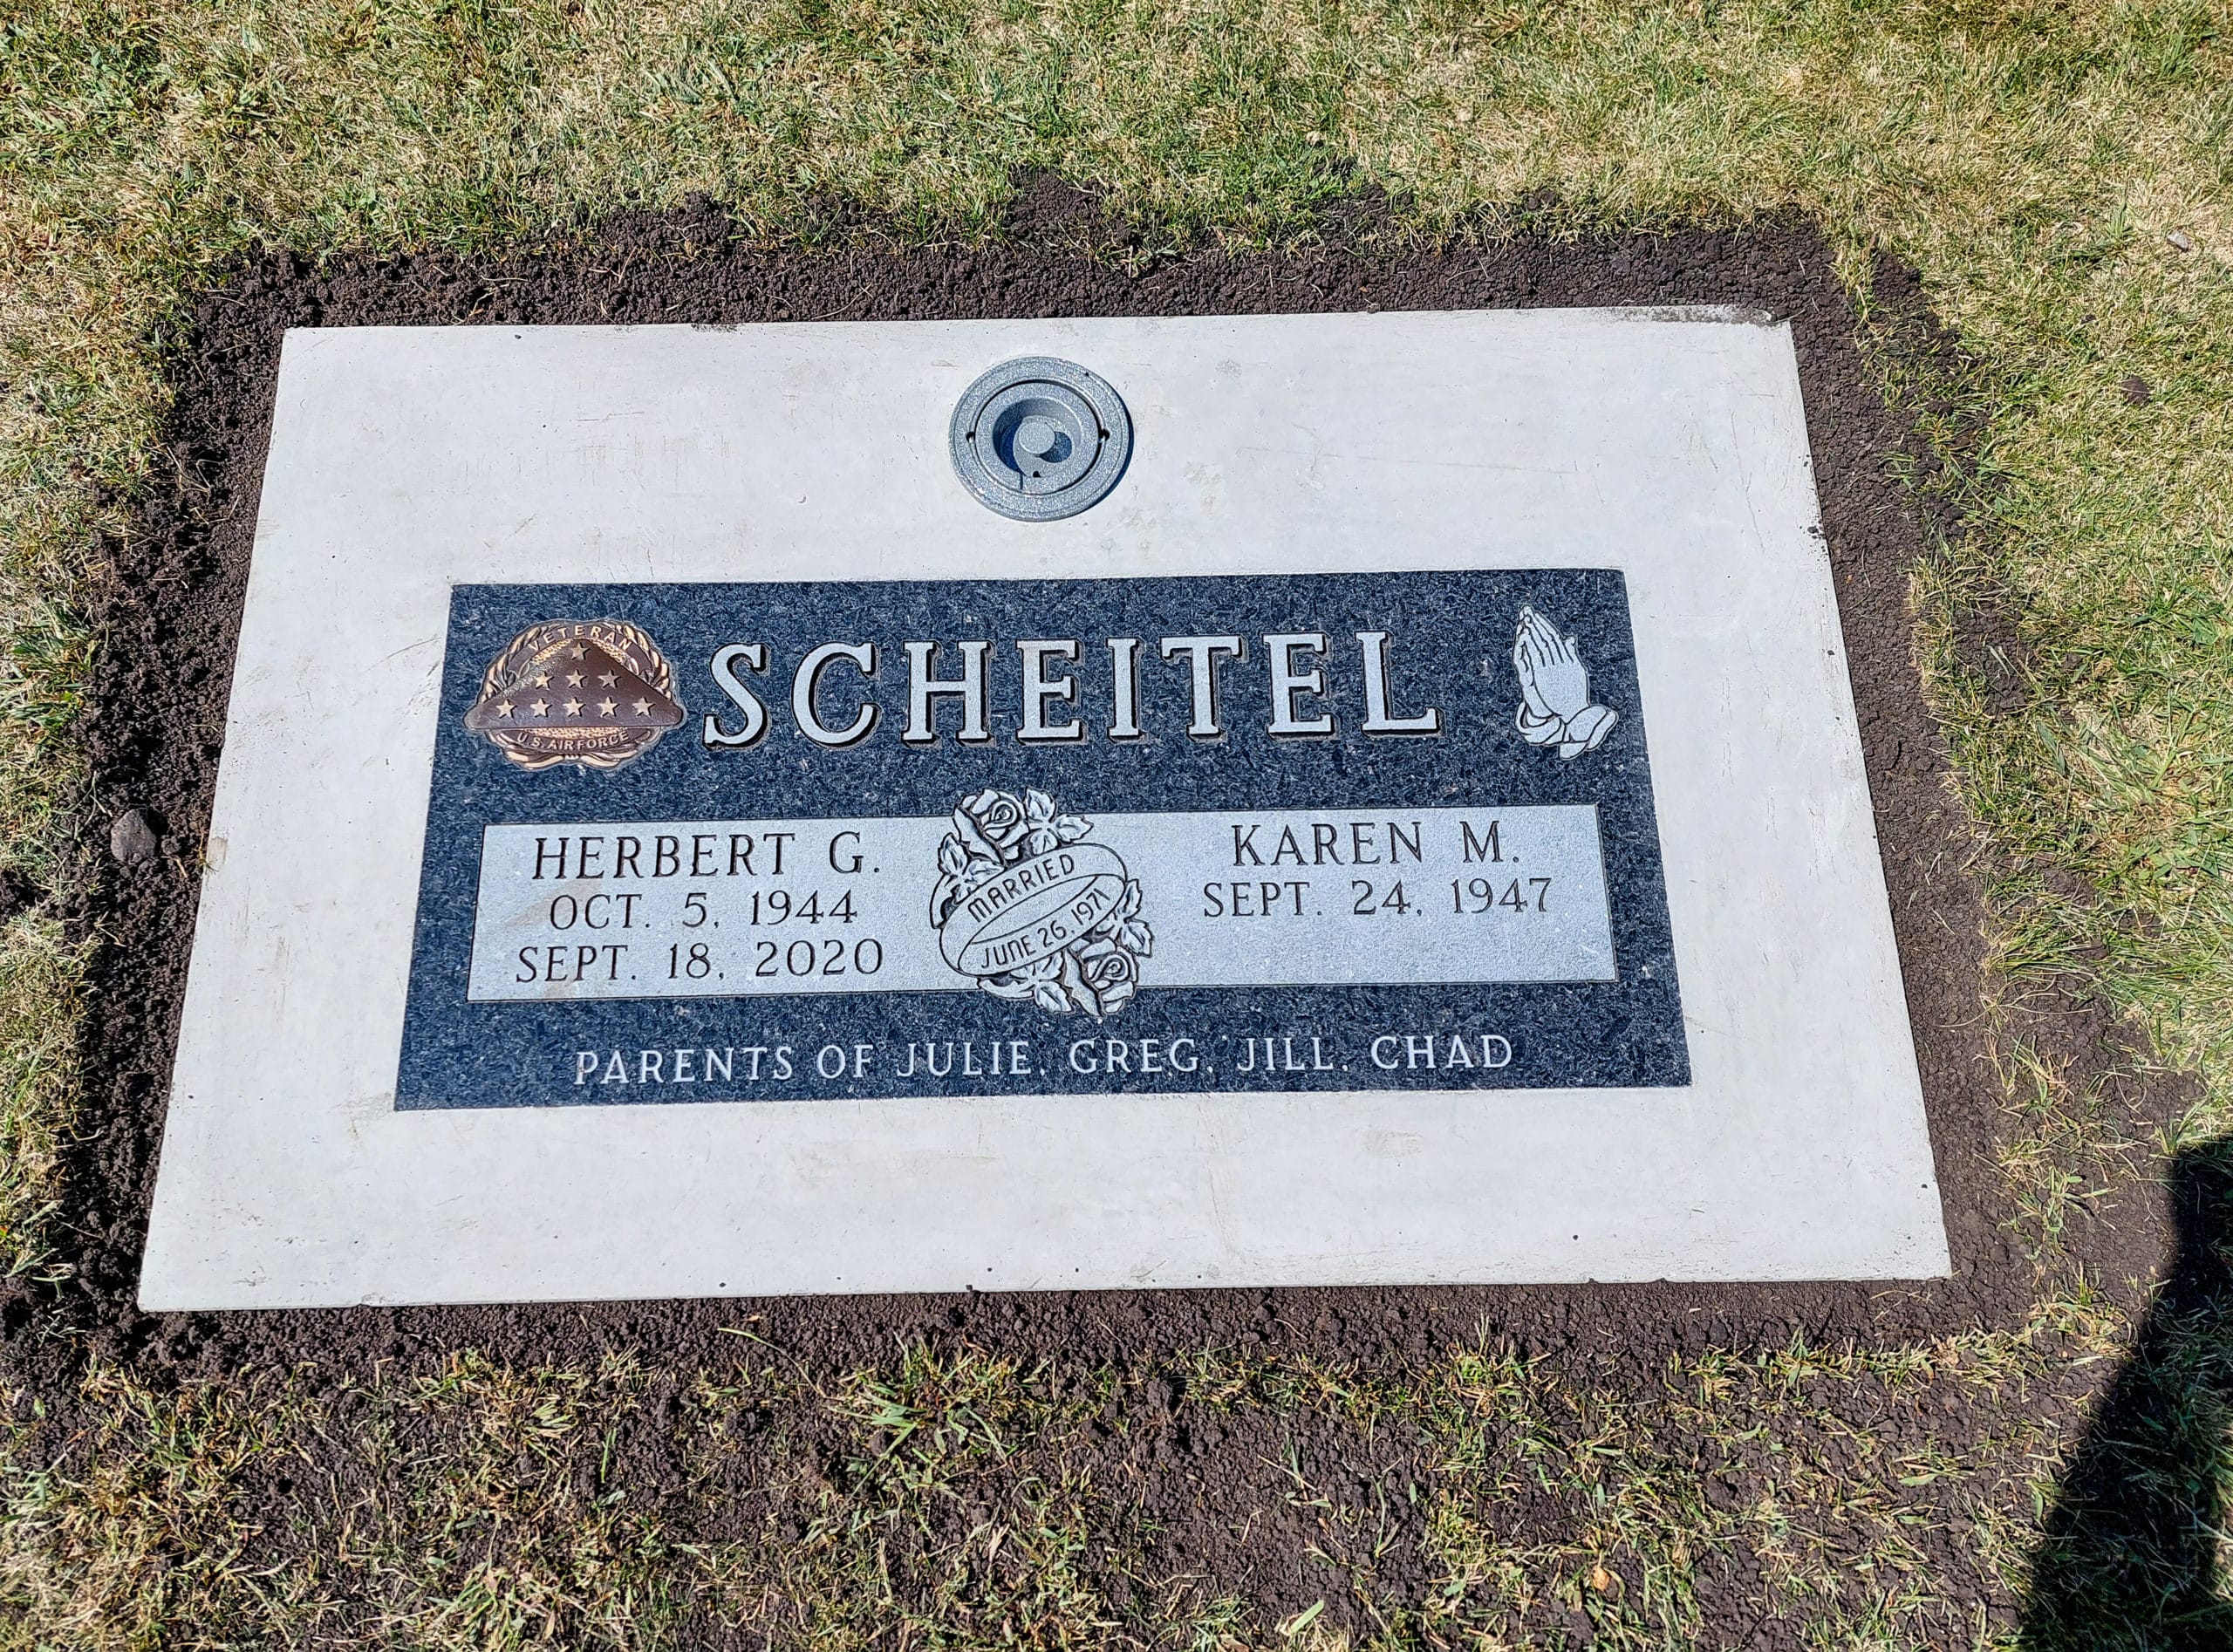 VETERAN
U.S. AIR FORCE
SCHEITEL
HERBERT G.
OCT. 5, 1944
SEPT. 18, 2020
MARRIED
JUNE 26, 1971
KAREN M.
SEPT. 24, 1947
PARENTS OF JULIE, GREG, JILL, CHAD